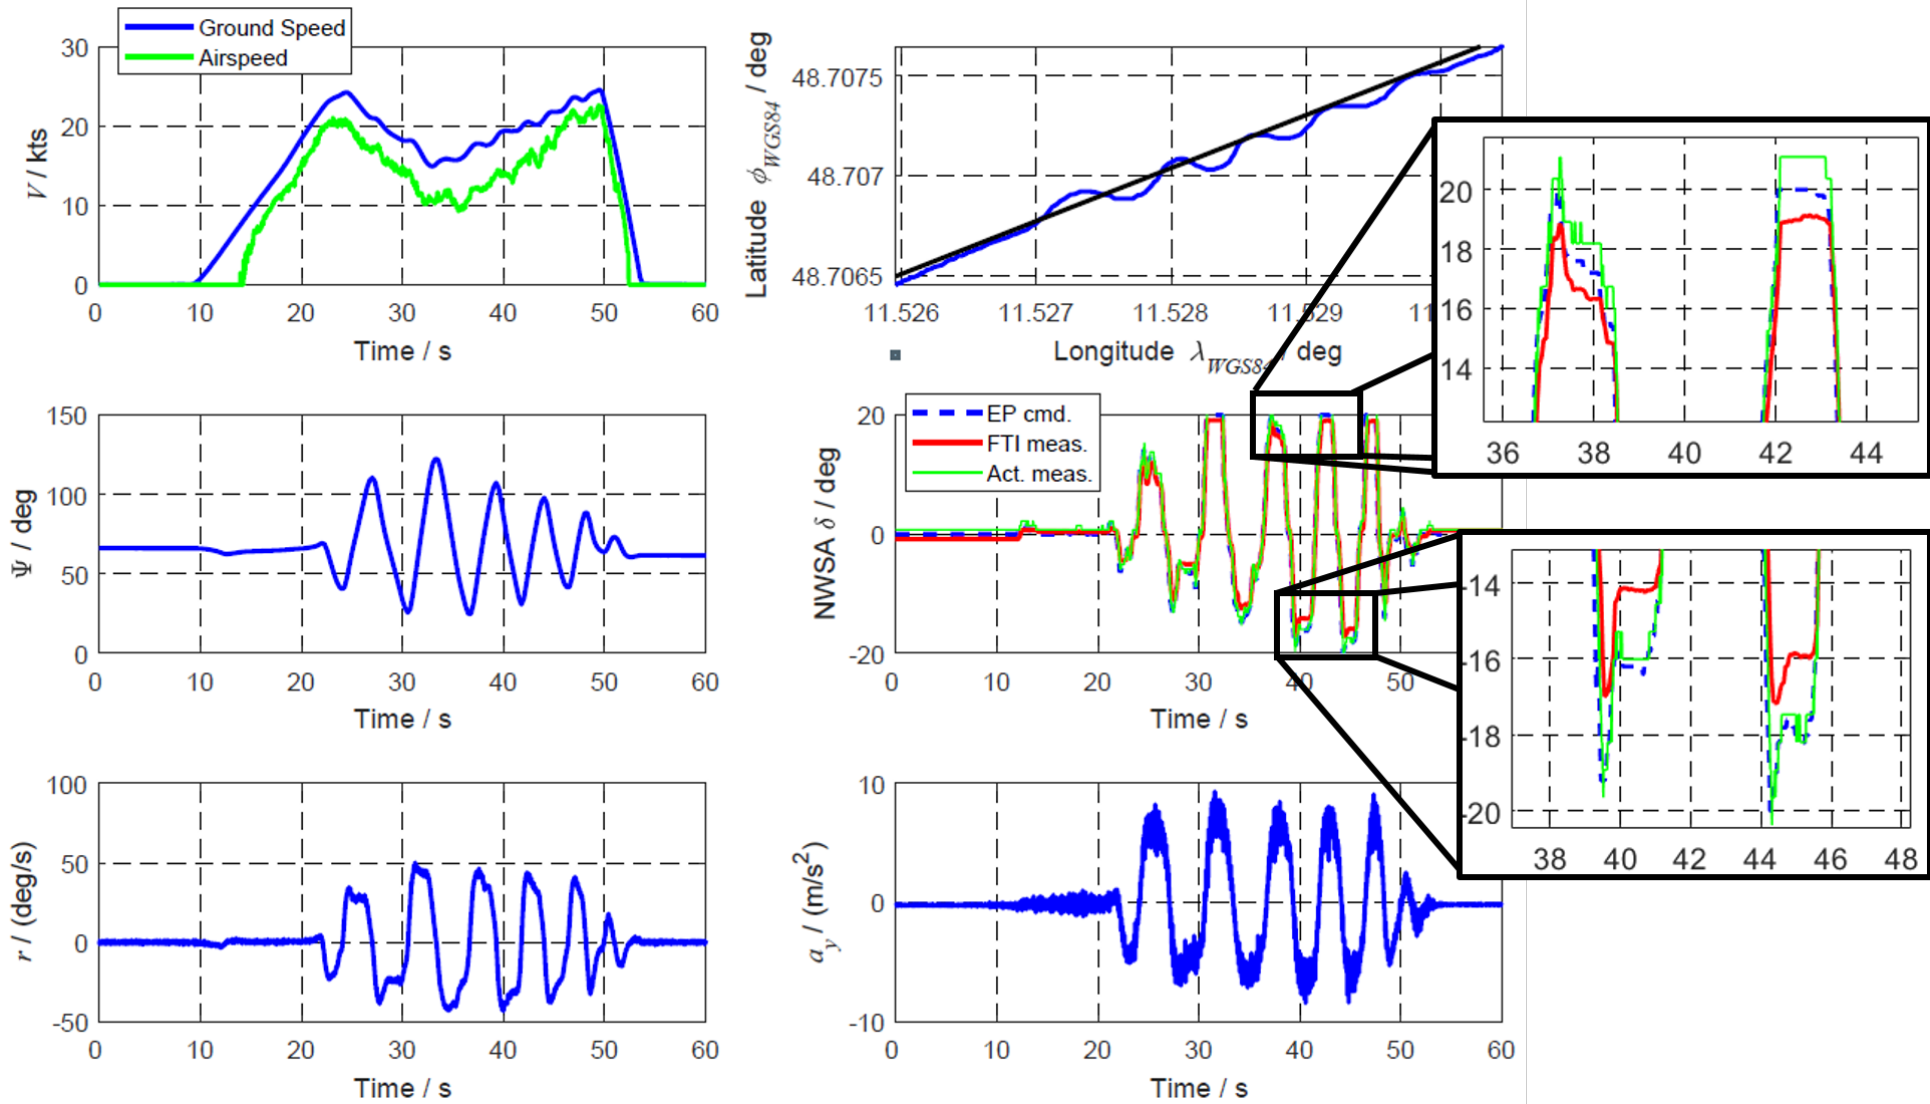 Ground Speed
Airspeed
30
20
10
0
V / kts
0 10 20 30 40 50 60
Time / s
48.7075
48.707
48.7065
Latitude ϕWGS84 / deg
11.526 11.527 11.528 11.529 11
Longitude λWGS84 / deg
20
18
16
14
36 38 40 42 44
150
100
50
0
Ψ / deg
0 10 20 30 40 50 60
Time / s
EP cmd.
FTI meas.
Act. meas.
20
0
-20
NWSA δ / deg
0 10 20 30 40 50
Time / s
-14
-16
-18
-20
38 40 42 44 46 48
100
50
0
-50
r / (deg/s)
0 10 20 30 40 50 60
Time / s
10
0
-10
ay / (m/s²)
0 10 20 30 40 50 60
Time / s